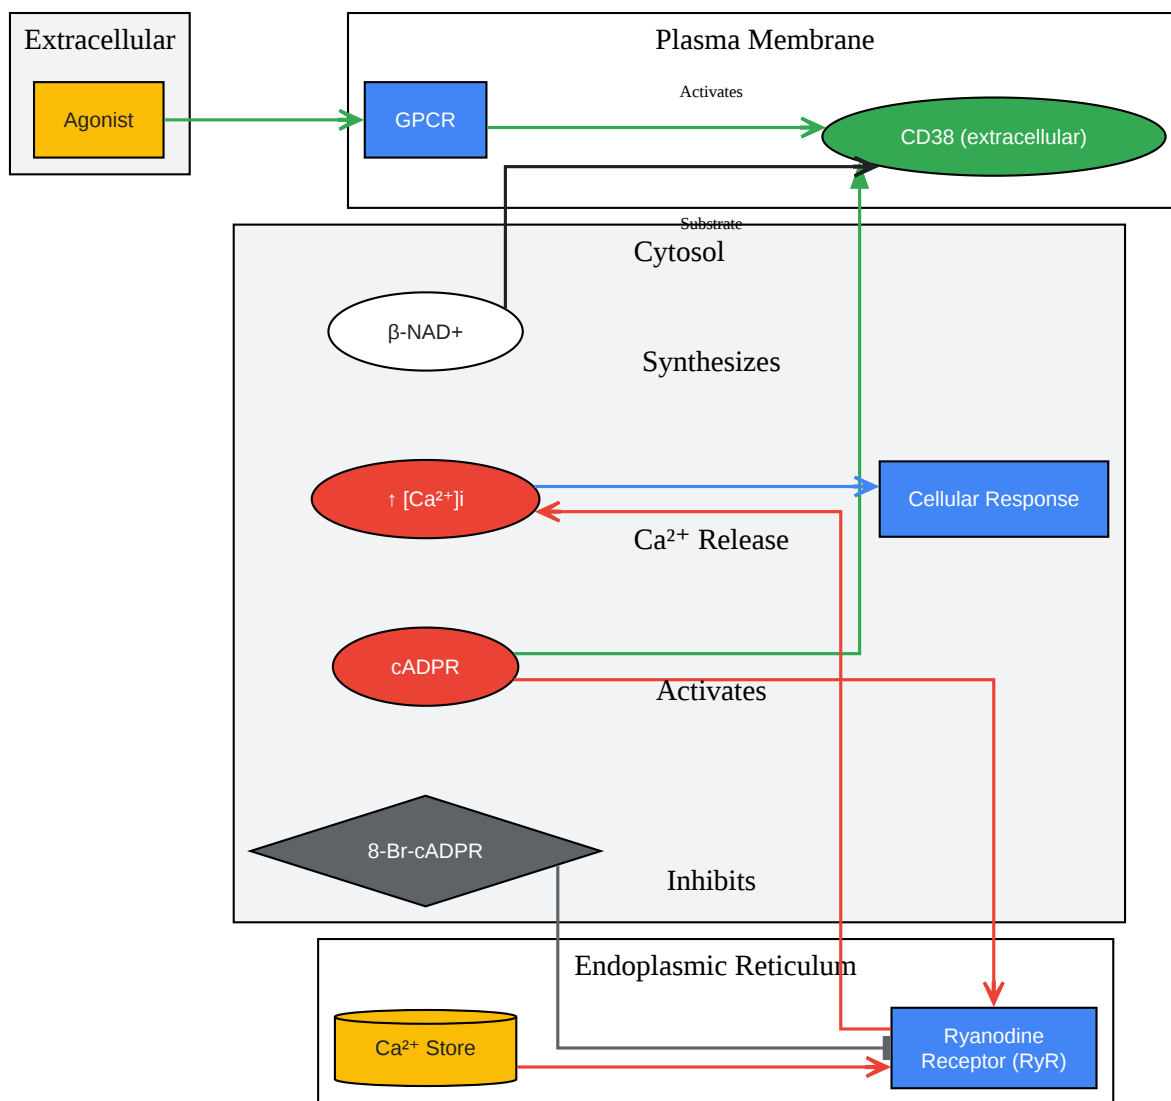 Extracellular
Plasma Membrane
Agonist
GPCR
Activates
CD38 (extracellular)
Substrate
Cytosol
β-NAD+
Synthesizes
↑ [Ca²⁺]i
Cellular Response
Ca²⁺ Release
cADPR
Activates
8-Br-cADPR
Inhibits
Endoplasmic Reticulum
Ca²⁺ Store
Ryanodine
Receptor (RyR)